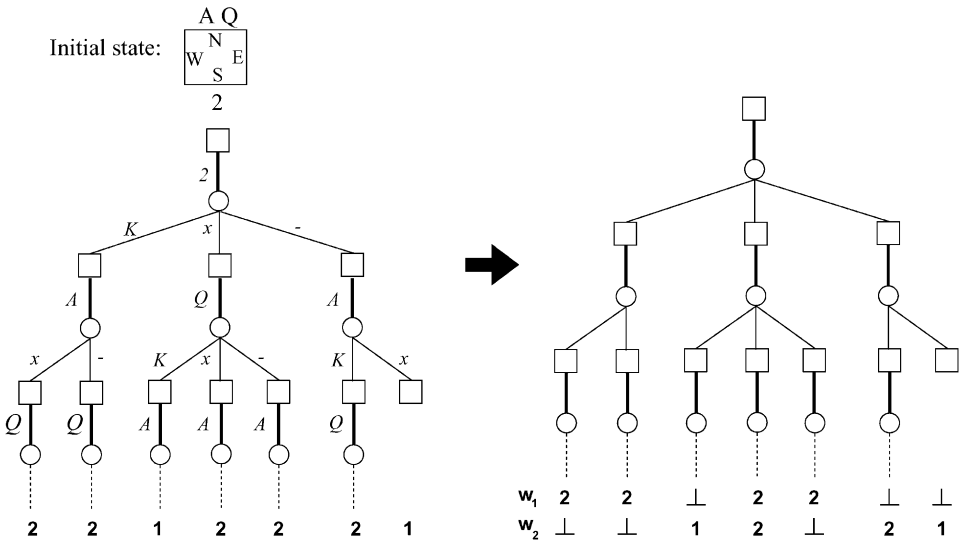 A Q
Initial state:
N
W E
S
2
2
K x -
A Q A
x - K x - K x
Q Q A A A Q
2 2 1 2 2 2 1
w1 2 2 ⊥ 2 2 ⊥ ⊥
w2 ⊥ ⊥ 1 2 ⊥ 2 1